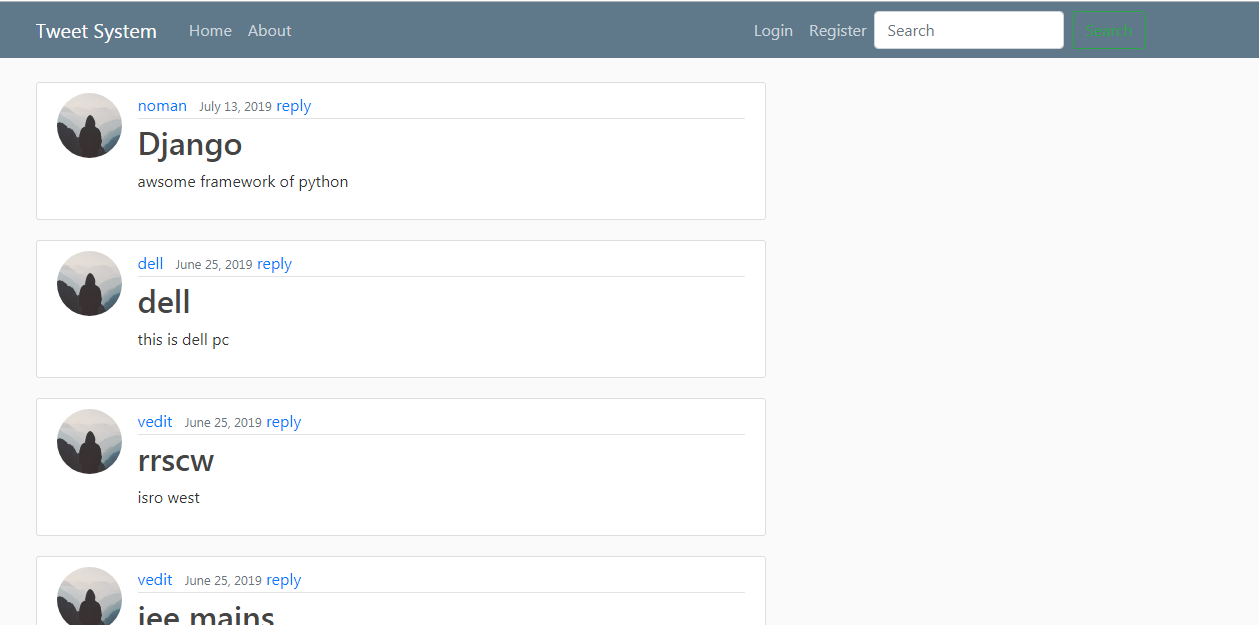 Tweet System Home About Login Register Search Search
noman July 13, 2019 reply
Django
awsome framework of python
dell June 25, 2019 reply
dell
this is dell pc
vedit June 25, 2019 reply
rrscw
isro west
vedit June 25, 2019 reply
jee mains